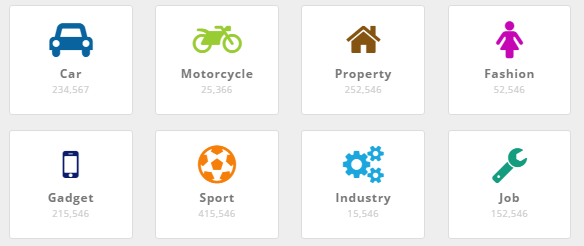 Car
234,567
Motorcycle
25,366
Property
252,546
Fashion
52,546
Gadget
215,546
Sport
415,546
Industry
15,546
Job
152,546